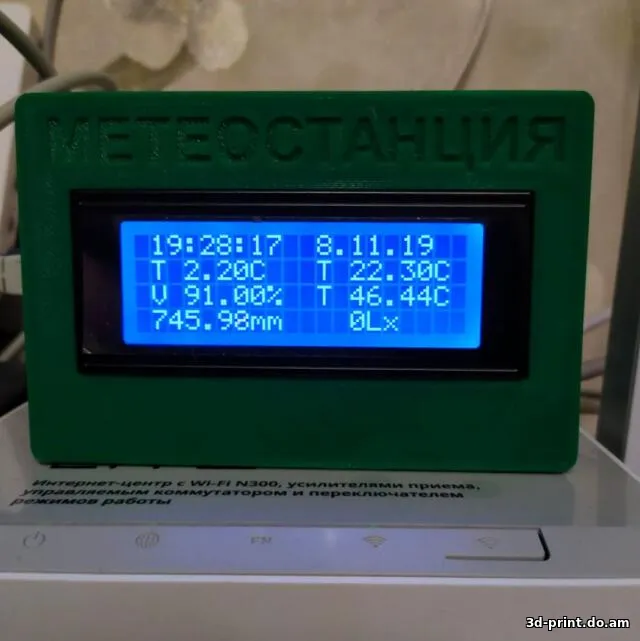 МЕТЕОСТАНЦИЯ
19:28:17 8.11.19
T 2.20C T 22.30C
V 91.00% T 46.44C
745.98mm 0Lx
Интернет-центр с Wi-Fi N300, усилителями приема,
управляемым коммутатором и переключателем
режимов работы
3d-print.do.am